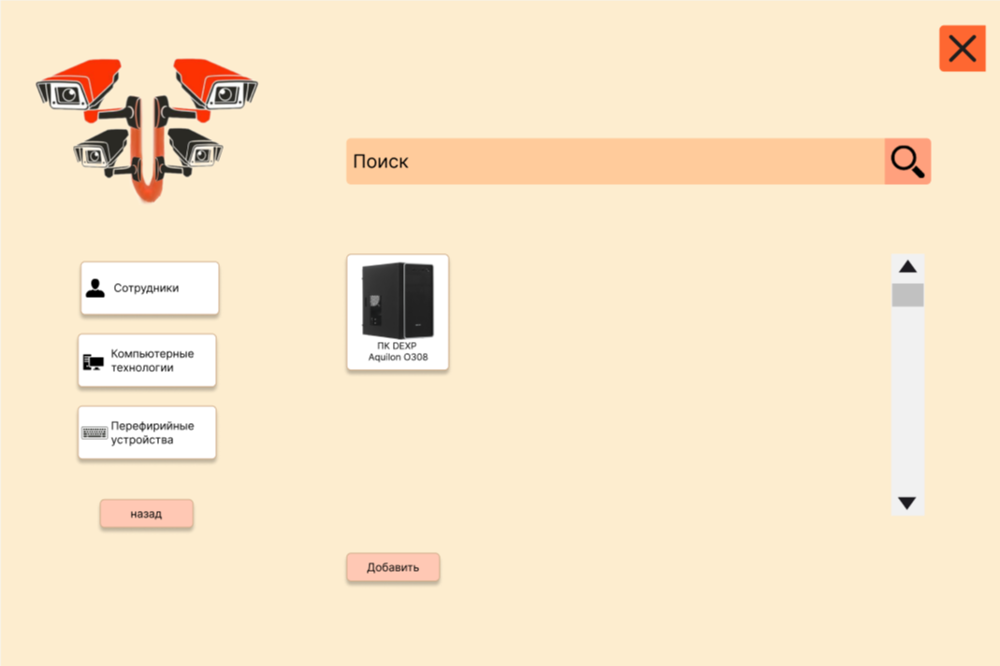 Поиск
Сотрудники
Компьютерные
технологии
Перефирийные
устройства
назад
ПК DEXP
Aquilon O308
Добавить